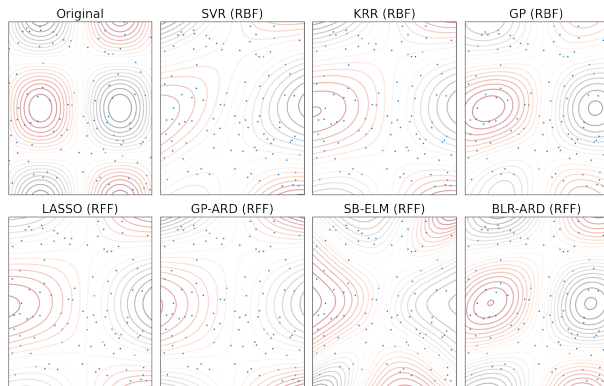 Original
SVR (RBF)
KRR (RBF)
GP (RBF)
LASSO (RFF)
GP-ARD (RFF)
SB-ELM (RFF)
BLR-ARD (RFF)